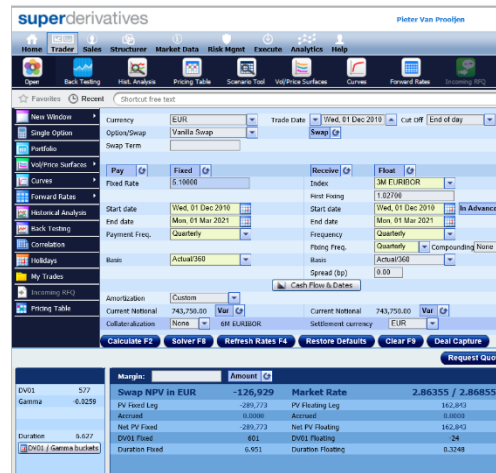 superderivatives
Pieter Van Prooijen
Home Trader Sales Structurer Market Data Risk Mgmt Execute Analytics Help
Open Back Testing Hist. Analysis Pricing Table Scenario Tool Vol/Price Surfaces Curves Forward Rates Incoming RFQ
Favorites Recent (Shortcut free text
New Window
Single Option
Portfolio
Vol/Price Surfaces
Curves
Forward Rates
Historical Analysis
Back Testing
Correlation
Holidays
My Trades
Incoming RFQ
Pricing Table
Currency EUR Trade Date Wed, 01 Dec 2010 Cut Off End of day
Option/Swap Vanilla Swap Swap
Swap Term
Pay Fixed Receive Float
Fixed Rate 5.10000 Index 3M EURIBOR
First Fixing 1.02700
Start date Wed, 01 Dec 2010 Start date Wed, 01 Dec 2010 In Advance
End date Mon, 01 Mar 2021 End date Mon, 01 Mar 2021
Payment Freq. Quarterly Frequency Quarterly
Fixing Freq. Quarterly Compounding None
Basis Actual/360 Basis Actual/360
Spread (bp) 0.00
Cash Flow & Dates
Amortization Custom
Current Notional 743,750.00 Var Current Notional 743,750.00 Var
Collateralization None 6M EURIBOR Settlement currency EUR
Calculate F2 Solver F8 Refresh Rates F4 Restore Defaults Clear F9 Deal Capture
Request Quo
Margin: Amount
DV01 577 Swap NPV in EUR -126,929 Market Rate 2.86355 / 2.86855
Gamma -0.0259 PV Fixed Leg -289,773 PV Floating Leg 162,843
Accrued 0.0000 Accrued 0.0000
Net PV Fixed -289,773 Net PV Floating 162,843
Duration 6.627 DV01 Fixed 601 DV01 Floating -24
DV01 / Gamma buckets Duration Fixed 6.951 Duration Floating 0.3248